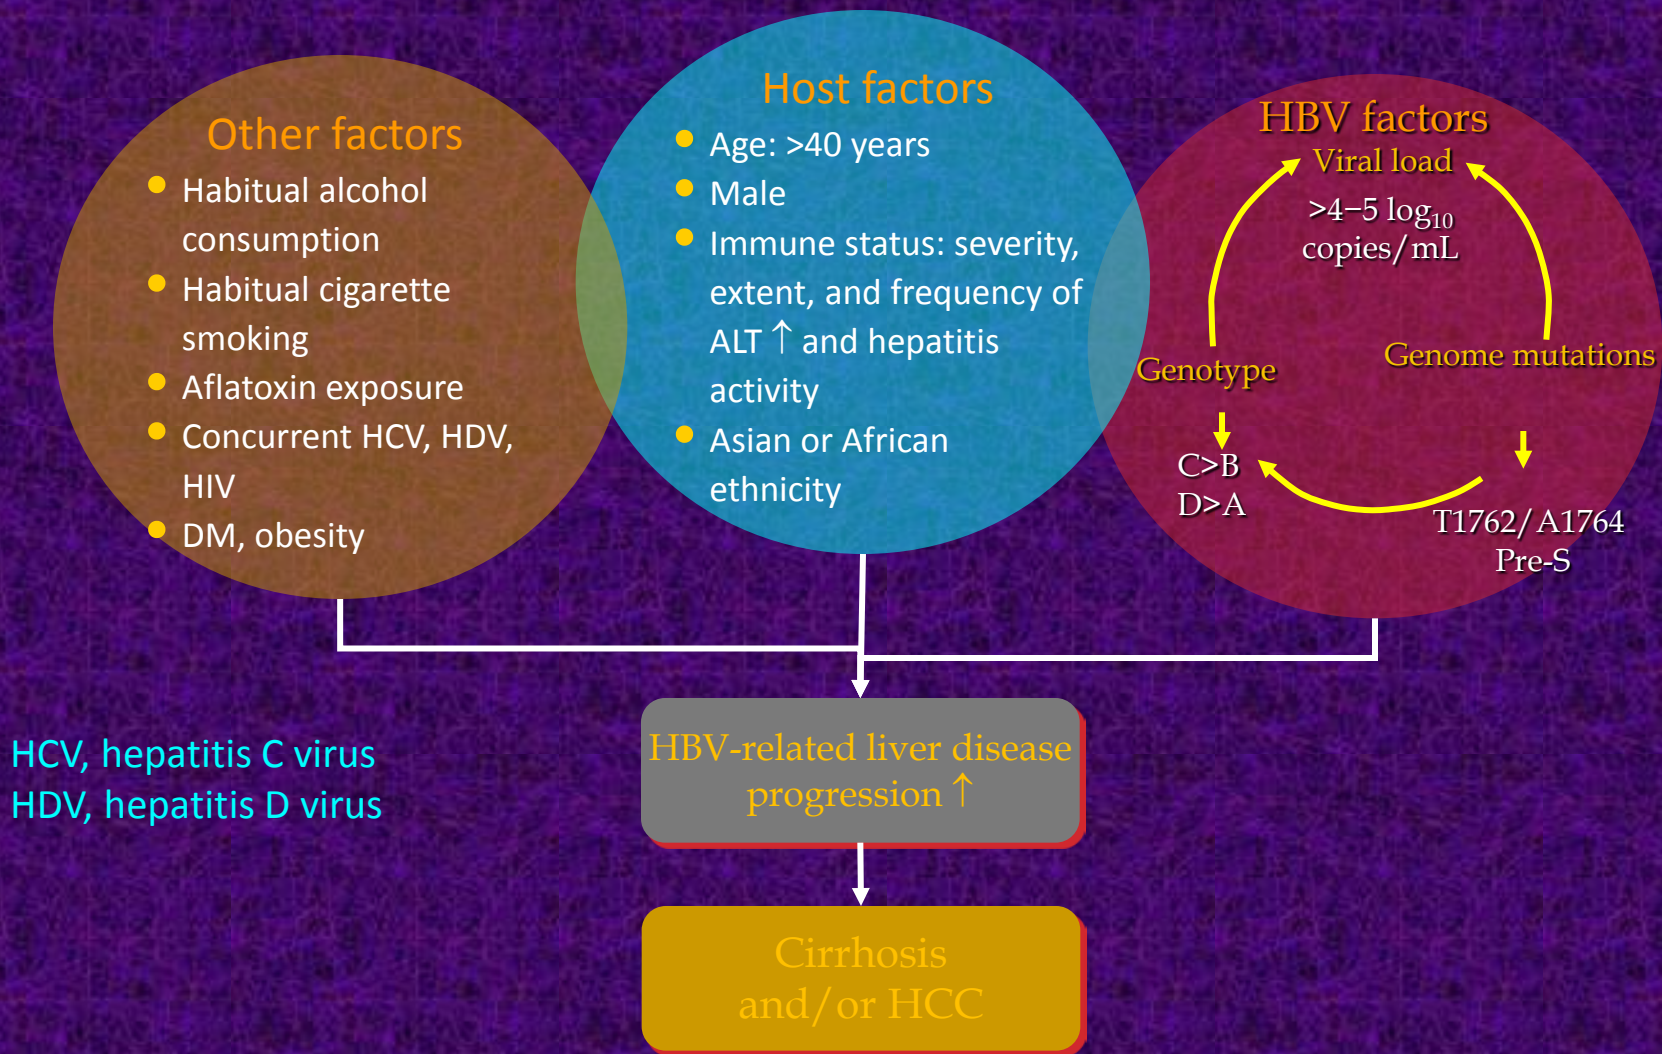 Other factors
Habitual alcohol
consumption
Habitual cigarette
smoking
Aflatoxin exposure
Concurrent HCV, HDV,
HIV
DM, obesity
Host factors
Age: >40 years
Male
Immune status: severity,
extent, and frequency of
ALT ↑ and hepatitis
activity
Asian or African
ethnicity
HBV factors
Viral load
>4–5 log₁₀
copies/mL
Genotype
Genome mutations
C>B
D>A
T1762/A1764
Pre-S
HBV-related liver disease
progression ↑
HCV, hepatitis C virus
HDV, hepatitis D virus
Cirrhosis
and/or HCC